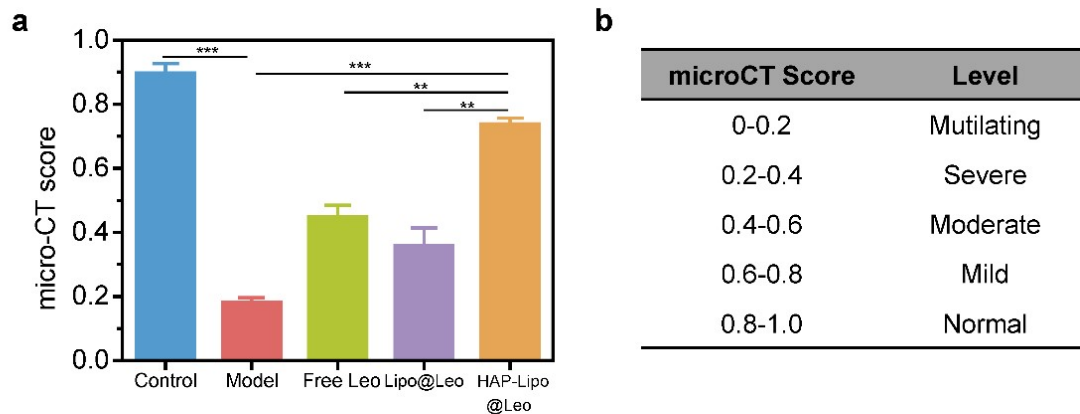 a
micro-CT score
1.0
0.8
0.6
0.4
0.2
0.0
***
***
**
**
Control Model Free Leo Lipo@Leo HAP-Lipo
@Leo
b
microCT Score Level
0-0.2 Mutilating
0.2-0.4 Severe
0.4-0.6 Moderate
0.6-0.8 Mild
0.8-1.0 Normal